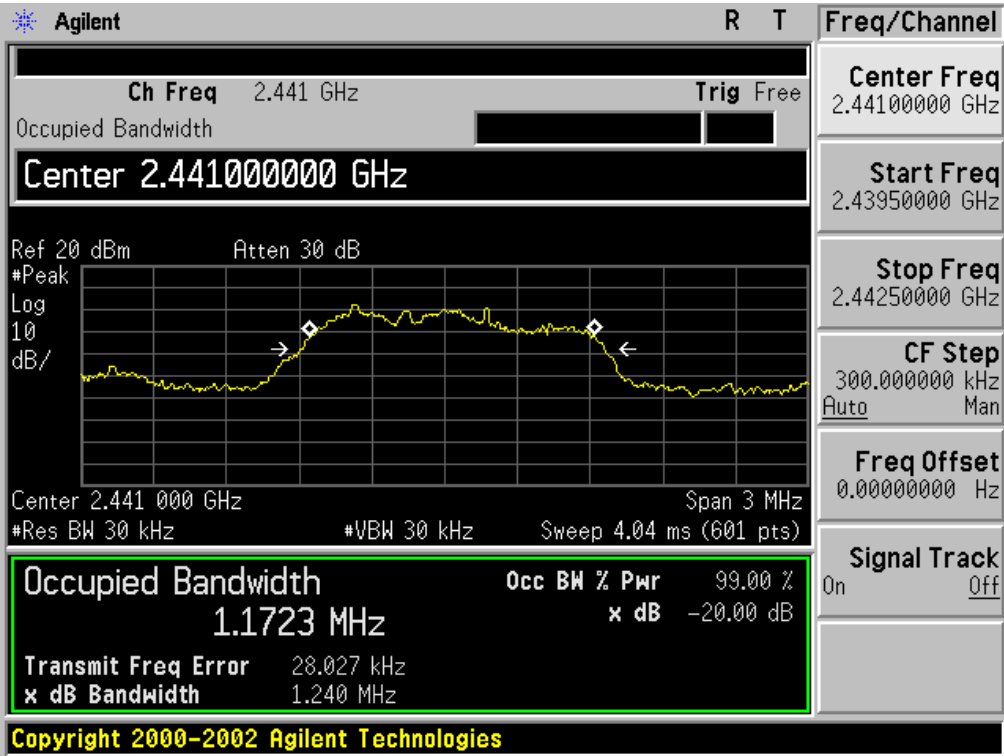 Agilent R T Freq/Channel
Ch Freq 2.441 GHz Trig Free
Occupied Bandwidth
Center 2.441000000 GHz
Ref 20 dBm Atten 30 dB
#Peak
Log
10
dB/
Center 2.441 000 GHz Span 3 MHz
#Res BW 30 kHz #VBW 30 kHz Sweep 4.04 ms (601 pts)
Occupied Bandwidth Occ BW % Pwr 99.00 %
1.1723 MHz x dB -20.00 dB
Transmit Freq Error 28.027 kHz
x dB Bandwidth 1.240 MHz
Center Freq
2.44100000 GHz
Start Freq
2.43950000 GHz
Stop Freq
2.44250000 GHz
CF Step
300.000000 kHz
Auto Man
Freq Offset
0.00000000 Hz
Signal Track
On Off
Copyright 2000-2002 Agilent Technologies